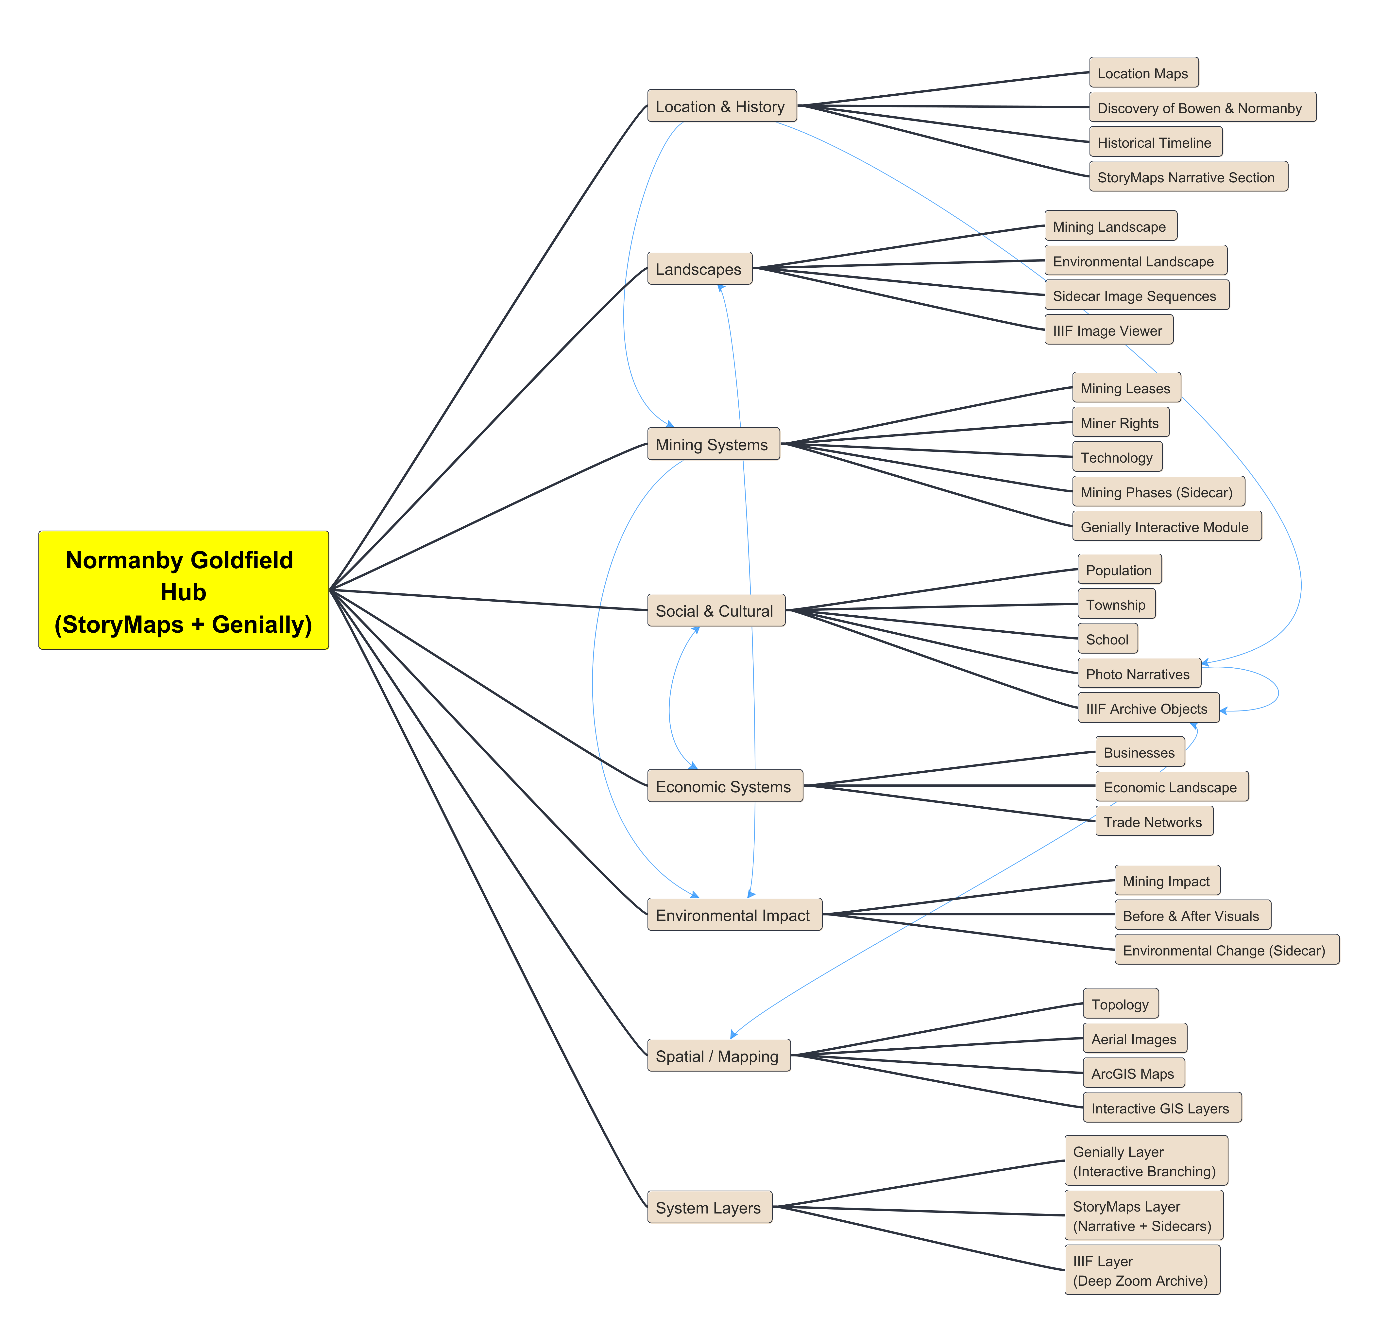 Normanby Goldfield
Hub
(StoryMaps + Genially)
Location & History
Location Maps
Discovery of Bowen & Normanby
Historical Timeline
StoryMaps Narrative Section
Landscapes
Mining Landscape
Environmental Landscape
Sidecar Image Sequences
IIIF Image Viewer
Mining Systems
Mining Leases
Miner Rights
Technology
Mining Phases (Sidecar)
Genially Interactive Module
Social & Cultural
Population
Township
School
Photo Narratives
IIIF Archive Objects
Economic Systems
Businesses
Economic Landscape
Trade Networks
Environmental Impact
Mining Impact
Before & After Visuals
Environmental Change (Sidecar)
Spatial / Mapping
Topology
Aerial Images
ArcGIS Maps
Interactive GIS Layers
System Layers
Genially Layer
(Interactive Branching)
StoryMaps Layer
(Narrative + Sidecars)
IIIF Layer
(Deep Zoom Archive)